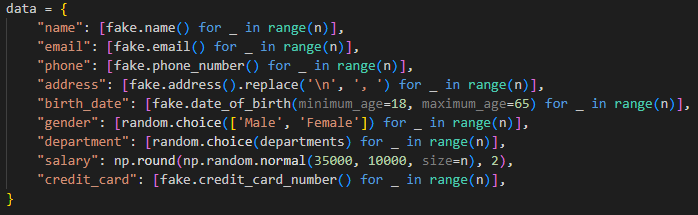 data = {
    "name": [fake.name() for _ in range(n)],
    "email": [fake.email() for _ in range(n)],
    "phone": [fake.phone_number() for _ in range(n)],
    "address": [fake.address().replace('\n', ', ') for _ in range(n)],
    "birth_date": [fake.date_of_birth(minimum_age=18, maximum_age=65) for _ in range(n)],
    "gender": [random.choice(['Male', 'Female']) for _ in range(n)],
    "department": [random.choice(departments) for _ in range(n)],
    "salary": np.round(np.random.normal(35000, 10000, size=n), 2),
    "credit_card": [fake.credit_card_number() for _ in range(n)],
}